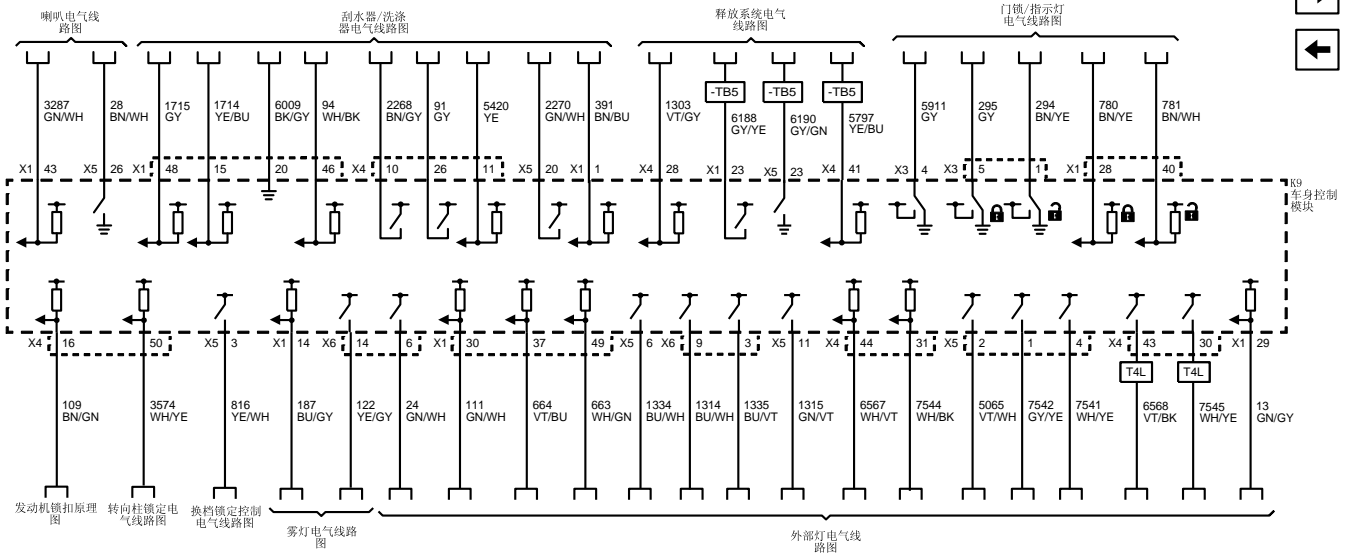 喇叭电气线
路图
刮水器/洗涤
器电气线路图
释放系统电气
线路图
门锁/指示灯
电气线路图
-TB5 -TB5 -TB5
3287 28 1715 1714 6009 94 2268 91 5420 2270 391 1303 6188 6190 5797 5911 295 294 780 781
GN/WH BN/WH GY YE/BU BK/GY WH/BK BN/GY GY YE GN/WH BN/BU VT/GY GY/YE GY/GN YE/BU GY GY BN/YE BN/YE BN/WH
X1 43 X5 26 X1 48 15 20 46 X4 10 26 11 X5 20 X1 1 X4 28 X1 23 X5 23 X4 41 X3 4 X3 5 1 X1 28 40
K9
车身控制
模块
X4 16 50 X5 3 X1 14 X6 14 6 X1 30 37 49 X5 6 X6 9 3 X5 11 X4 44 31 X5 2 1 4 X4 43 30 X1 29
T4L T4L
109 3574 816 187 122 24 111 664 663 1334 1314 1335 1315 6567 7544 5065 7542 7541 6568 7545 13
BN/GN WH/YE YE/WH BU/GY YE/GY GN/WH GN/WH VT/BU WH/GN BU/WH BU/WH BU/VT GN/VT WH/VT WH/BK VT/WH GY/YE WH/YE VT/BK WH/YE GN/GY
发动机锁扣原理
图
转向柱锁定电
气线路图
换档锁定控制
电气线路图
雾灯电气线路
图
外部灯电气线
路图